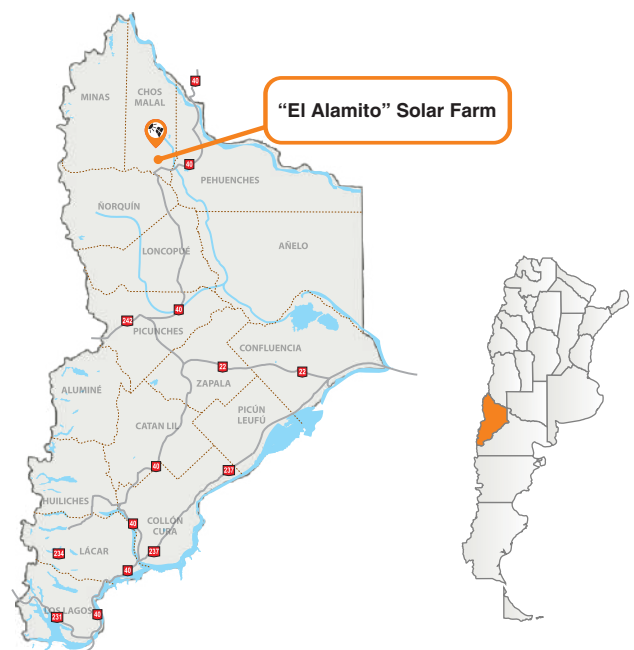 40
MINAS
CHOS
MALAL
“El Alamito” Solar Farm
40
PEHUENCHES
ÑORQUÍN
AÑELO
LONCOPUÉ
40
242
PICUNCHES
CONFLUENCIA
22
22
ZAPALA
ALUMINÉ
PICÚN
LEUFÚ
CATAN LIL
40
237
HUILICHES
40
COLLÓN
CURA
234
LÁCAR
237
40
LOS LAGOS
231
40